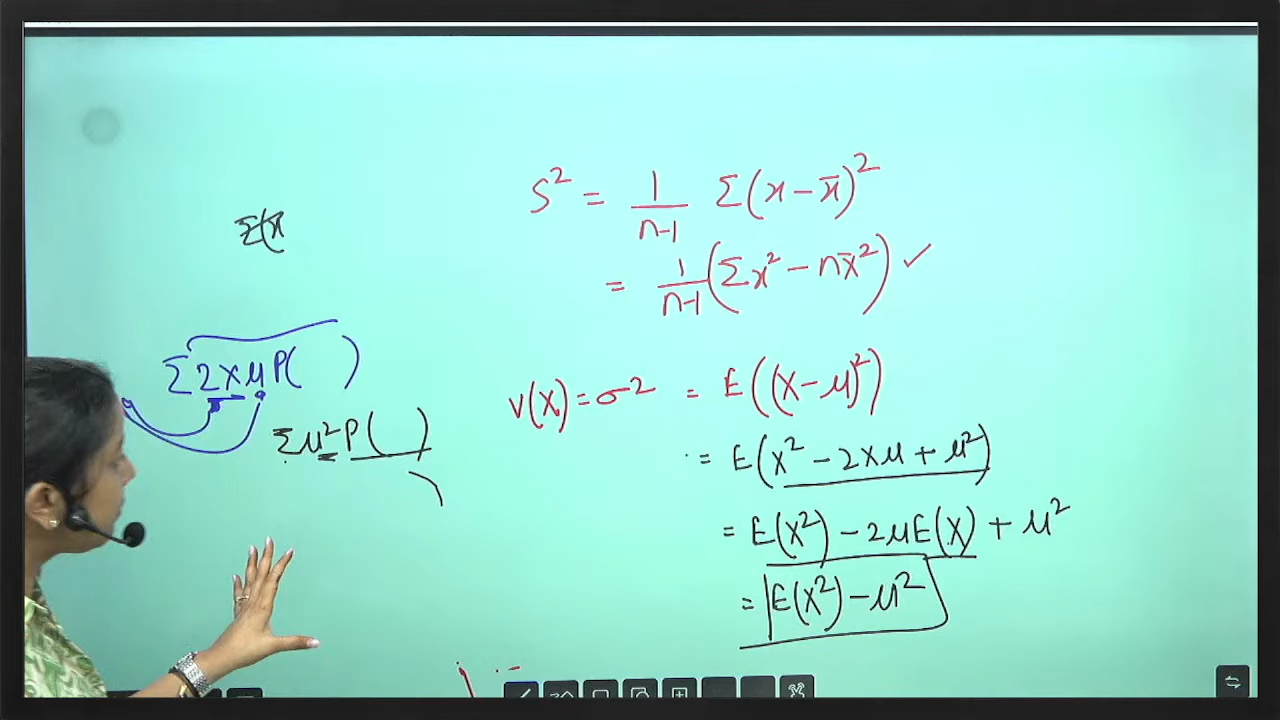 S² = 1/(n-1) Σ(x-x̄)²
= 1/(n-1) (Σx² - nx̄²) ✓
Σ(x
Σ2XμP( )
Σμ²P( )
V(X) = σ² = E((X-μ)²)
= E(X² - 2Xμ + μ²)
= E(X²) - 2μE(X) + μ²
= E(X²) - μ²